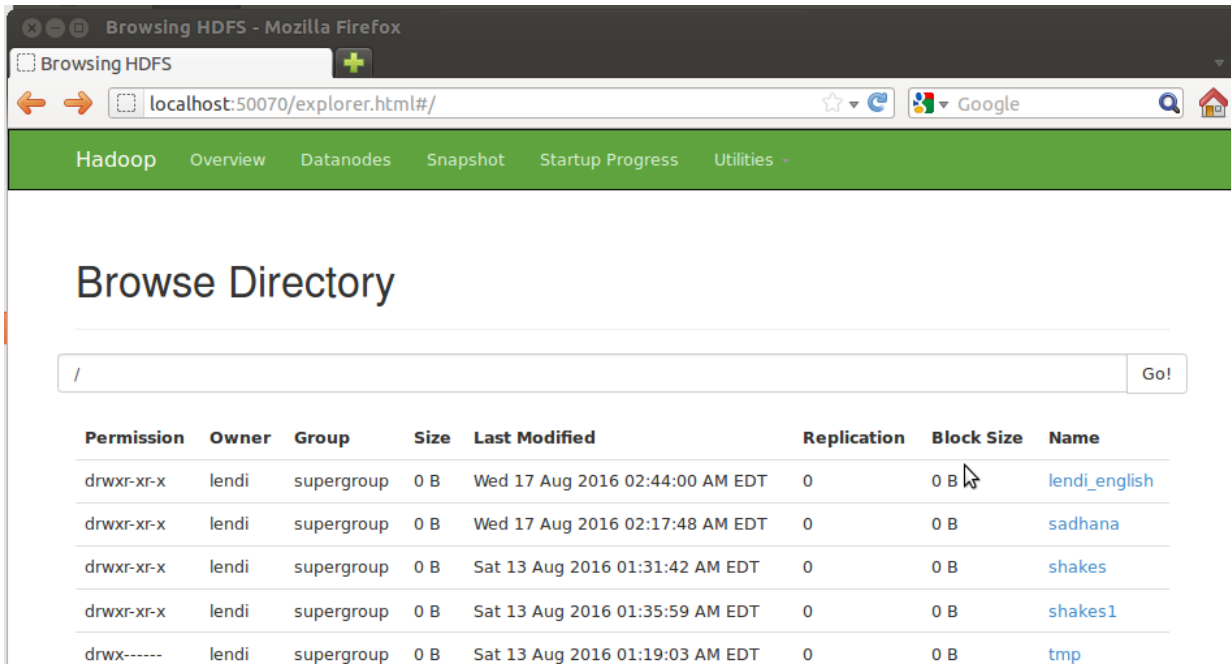 Browsing HDFS - Mozilla Firefox
Browsing HDFS
localhost:50070/explorer.html#/ Google
Hadoop Overview Datanodes Snapshot Startup Progress Utilities
Browse Directory
/ Go!
Permission Owner Group Size Last Modified Replication Block Size Name
drwxr-xr-x lendi supergroup 0 B Wed 17 Aug 2016 02:44:00 AM EDT 0 0 B lendi_english
drwxr-xr-x lendi supergroup 0 B Wed 17 Aug 2016 02:17:48 AM EDT 0 0 B sadhana
drwxr-xr-x lendi supergroup 0 B Sat 13 Aug 2016 01:31:42 AM EDT 0 0 B shakes
drwxr-xr-x lendi supergroup 0 B Sat 13 Aug 2016 01:35:59 AM EDT 0 0 B shakes1
drwx------ lendi supergroup 0 B Sat 13 Aug 2016 01:19:03 AM EDT 0 0 B tmp